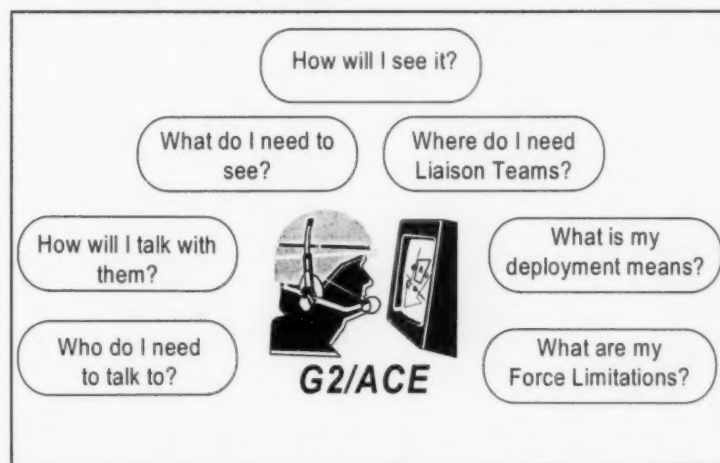 How will I see it?
What do I need to
see?
Where do I need
Liaison Teams?
How will I talk with
them?
What is my
deployment means?
Who do I need
to talk to?
What are my
Force Limitations?
G2/ACE